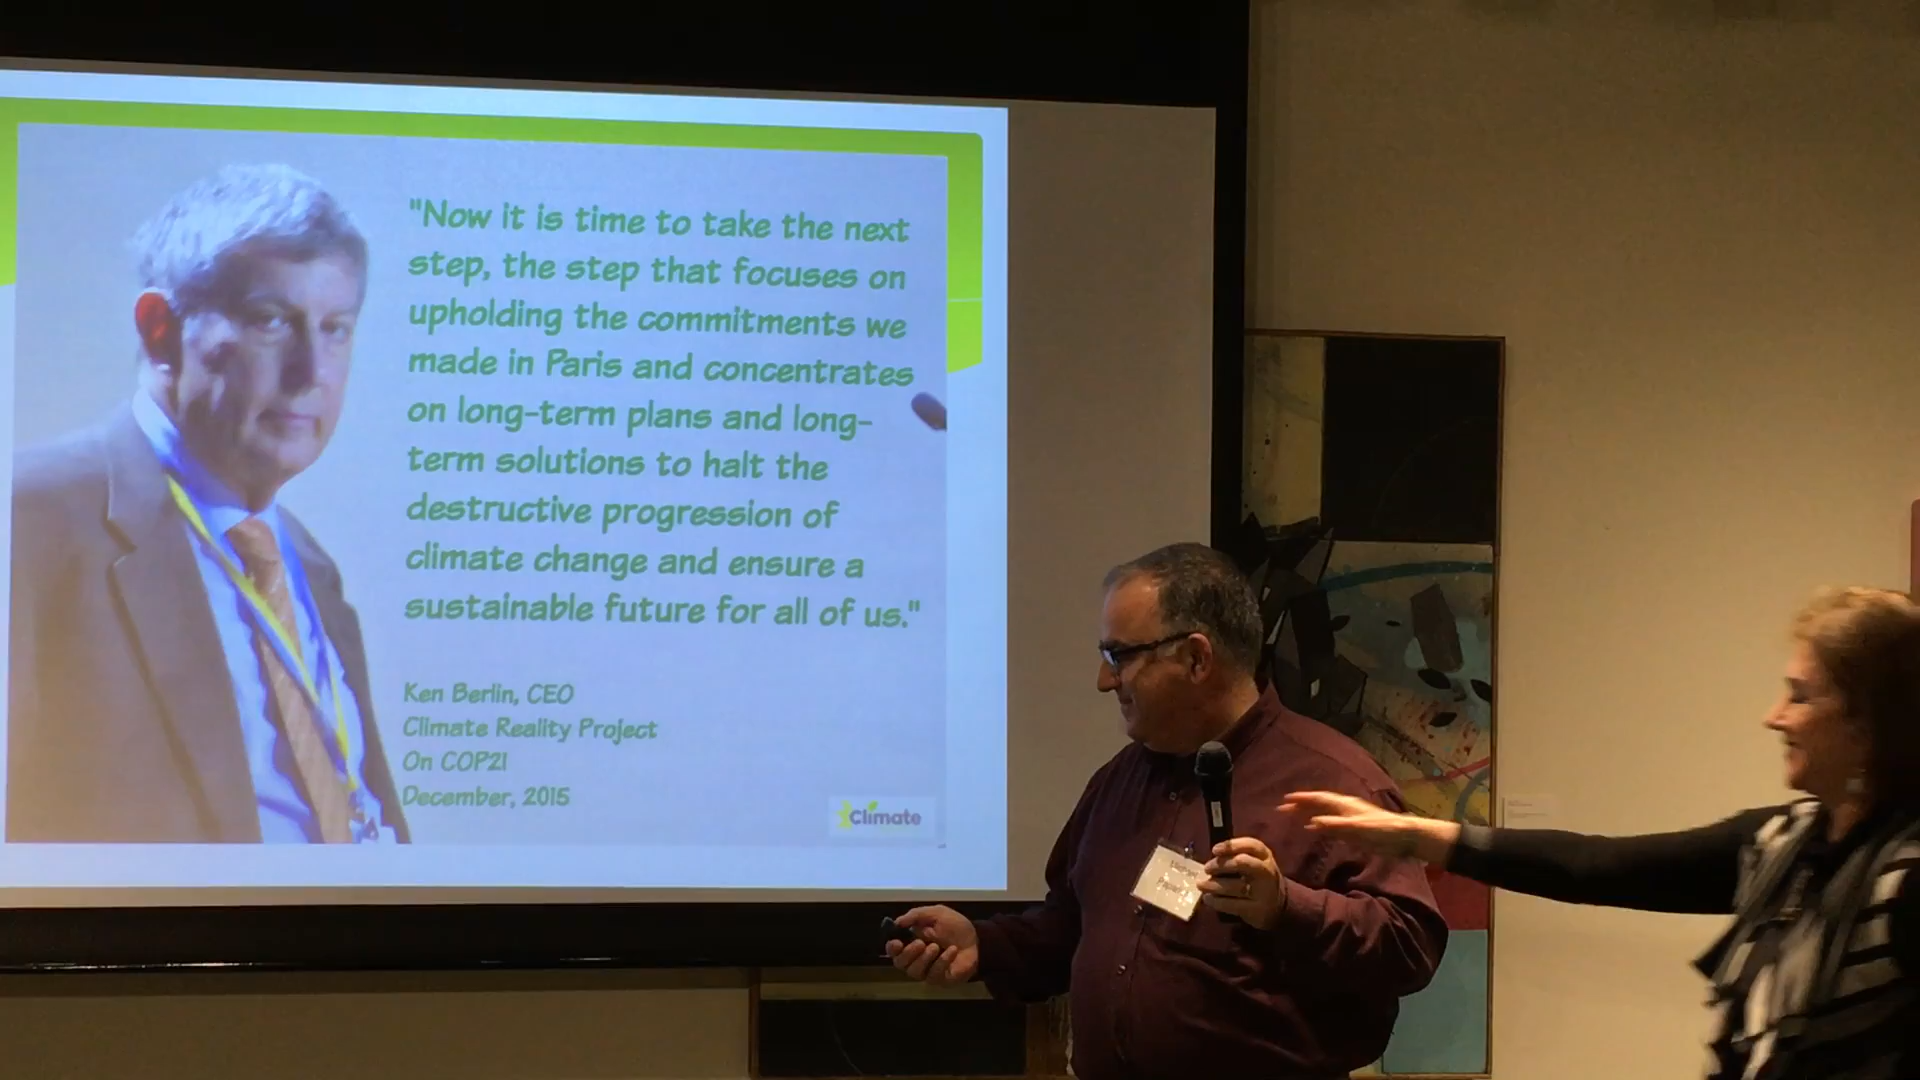 "Now it is time to take the next
step, the step that focuses on
upholding the commitments we
made in Paris and concentrates
on long-term plans and long-
term solutions to halt the
destructive progression of
climate change and ensure a
sustainable future for all of us."
Ken Berlin, CEO
Climate Reality Project
On COP21
December, 2015
Climate